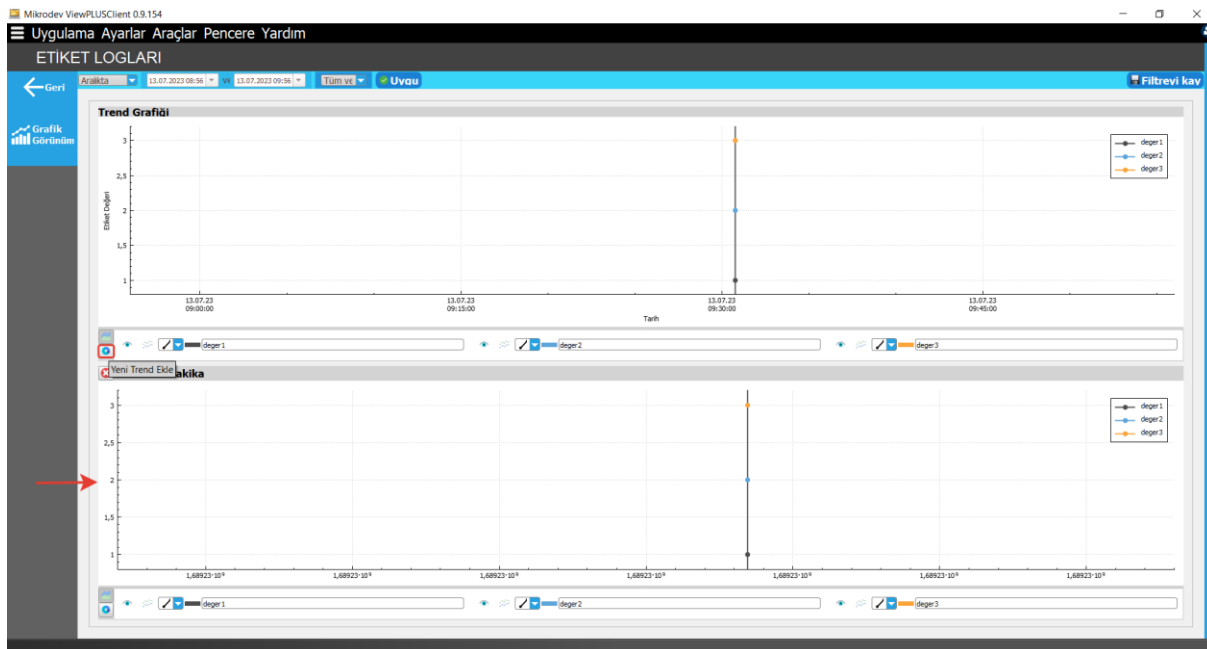 Mikrodev ViewPLUSClient 0.9.154
Uygulama Ayarlar Araçlar Pencere Yardım
ETİKET LOGLARI
Geri
Aralıkta 13.07.2023 08:56 ve 13.07.2023 09:56 Tüm ve Uygu Filtreyi kay
Grafik
Görünüm
Trend Grafiği
3
2,5
2
1,5
1
Etiket Değeri
deger1
deger2
deger3
13.07.23
09:00:00
13.07.23
09:15:00
13.07.23
09:30:00
13.07.23
09:45:00
Tarih
deger1 deger2 deger3
Yeni Trend Ekle
akika
3
2,5
2
1,5
1
deger1
deger2
deger3
1,68923·10⁹ 1,68923·10⁹ 1,68923·10⁹ 1,68923·10⁹ 1,68923·10⁹ 1,68923·10⁹ 1,68923·10⁹
deger1 deger2 deger3